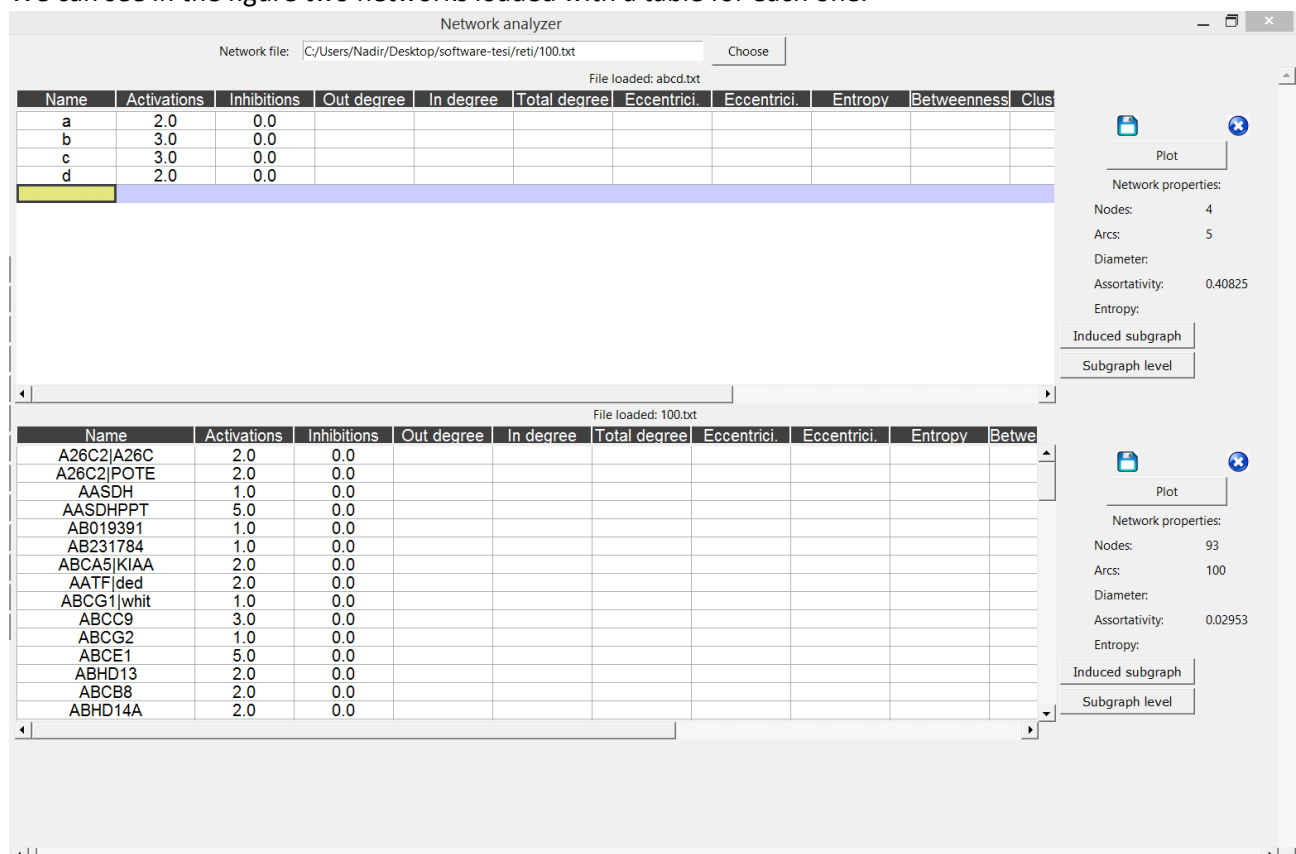 We can see in the figure two networks loaded with a table for each one.
Network analyzer
Network file: C:/Users/Nadir/Desktop/software-tesi/reti/100.txt Choose
File loaded: abcd.txt
Name Activations Inhibitions Out degree In degree Total degree Eccentrici. Eccentrici. Entropy Betweenness Clus
a 2.0 0.0
b 3.0 0.0
c 3.0 0.0
d 2.0 0.0
Plot
Network properties:
Nodes: 4
Arcs: 5
Diameter:
Assortativity: 0.40825
Entropy:
Induced subgraph
Subgraph level
File loaded: 100.txt
Name Activations Inhibitions Out degree In degree Total degree Eccentrici. Eccentrici. Entropy Betwe
A26C2|A26C 2.0 0.0
A26C2|POTE 2.0 0.0
AASDH 1.0 0.0
AASDHPPT 5.0 0.0
AB019391 1.0 0.0
AB231784 1.0 0.0
ABCA5|KIAA 2.0 0.0
AATF|ded 2.0 0.0
ABCG1|whit 1.0 0.0
ABCC9 3.0 0.0
ABCG2 1.0 0.0
ABCE1 5.0 0.0
ABHD13 2.0 0.0
ABCB8 2.0 0.0
ABHD14A 2.0 0.0
Plot
Network properties:
Nodes: 93
Arcs: 100
Diameter:
Assortativity: 0.02953
Entropy:
Induced subgraph
Subgraph level